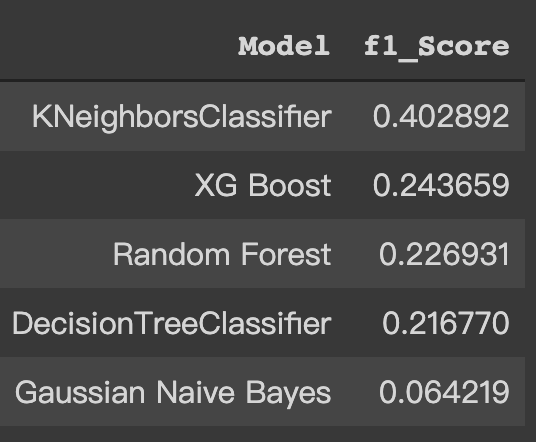 Model f1_Score
KNeighborsClassifier 0.402892
XG Boost 0.243659
Random Forest 0.226931
DecisionTreeClassifier 0.216770
Gaussian Naive Bayes 0.064219